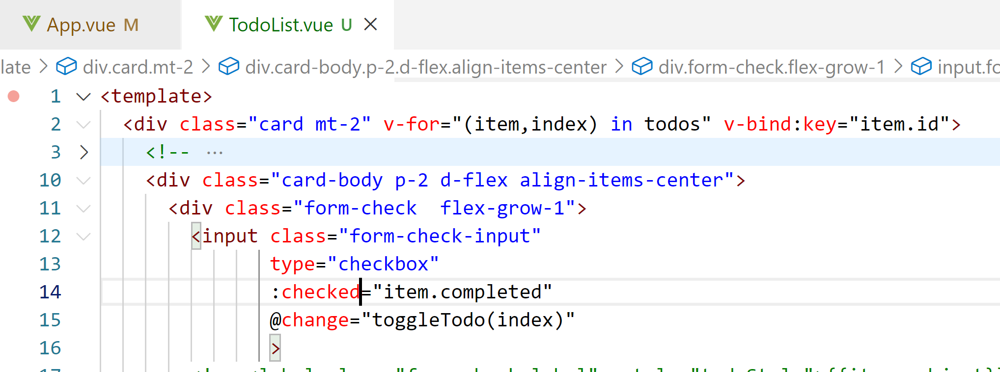 App.vue M TodoList.vue U
late > div.card.mt-2 > div.card-body.p-2.d-flex.align-items-center > div.form-check.flex-grow-1 > input.fo
1 <template>
2 <div class="card mt-2" v-for="(item,index) in todos" v-bind:key="item.id">
3 <!-- ...
10 <div class="card-body p-2 d-flex align-items-center">
11 <div class="form-check  flex-grow-1">
12 <input class="form-check-input"
13 type="checkbox"
14 :checked="item.completed"
15 @change="toggleTodo(index)"
16 >